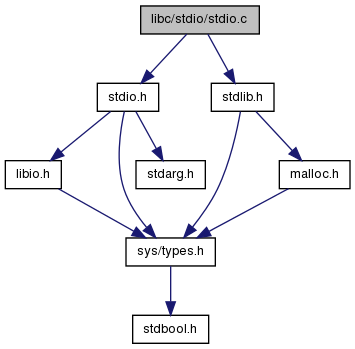 libc/stdio/stdio.c
stdio.h
stdlib.h
libio.h
stdarg.h
malloc.h
sys/types.h
stdbool.h